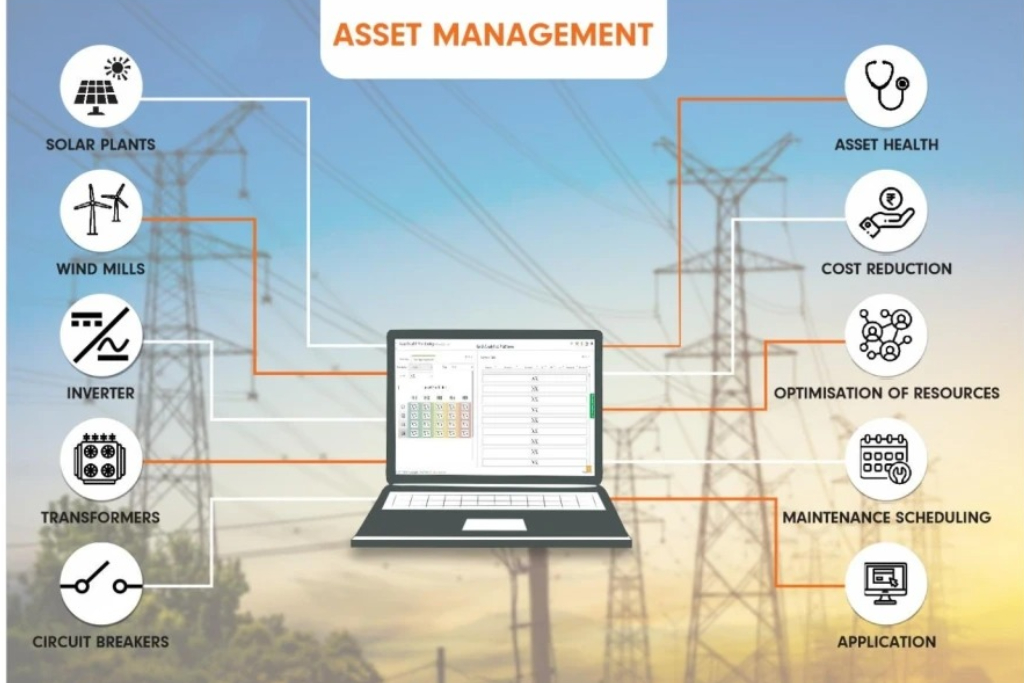 ASSET MANAGEMENT
SOLAR PLANTS
WIND MILLS
INVERTER
TRANSFORMERS
CIRCUIT BREAKERS
ASSET HEALTH
₹
COST REDUCTION
OPTIMISATION OF RESOURCES
MAINTENANCE SCHEDULING
APPLICATION